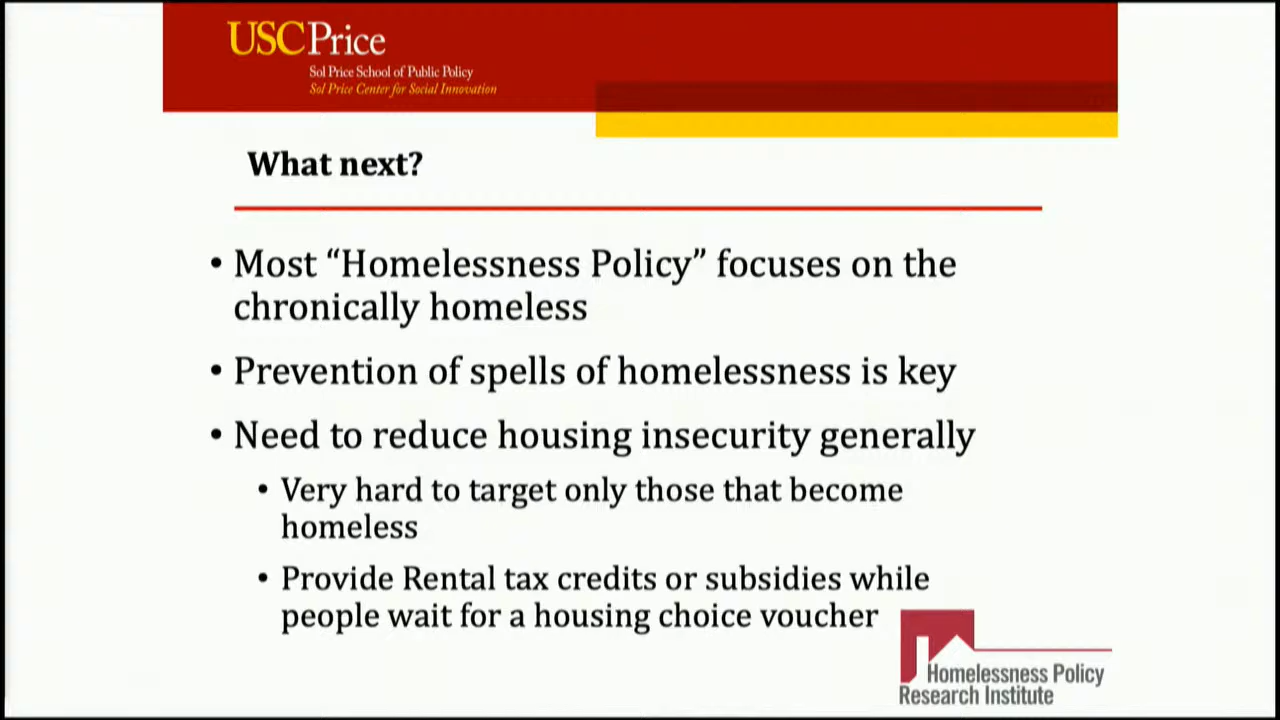 USCPrice
Sol Price School of Public Policy
Sol Price Center for Social Innovation
What next?
• Most “Homelessness Policy” focuses on the
chronically homeless
• Prevention of spells of homelessness is key
• Need to reduce housing insecurity generally
• Very hard to target only those that become
homeless
• Provide Rental tax credits or subsidies while
people wait for a housing choice voucher
Homelessness Policy
Research Institute